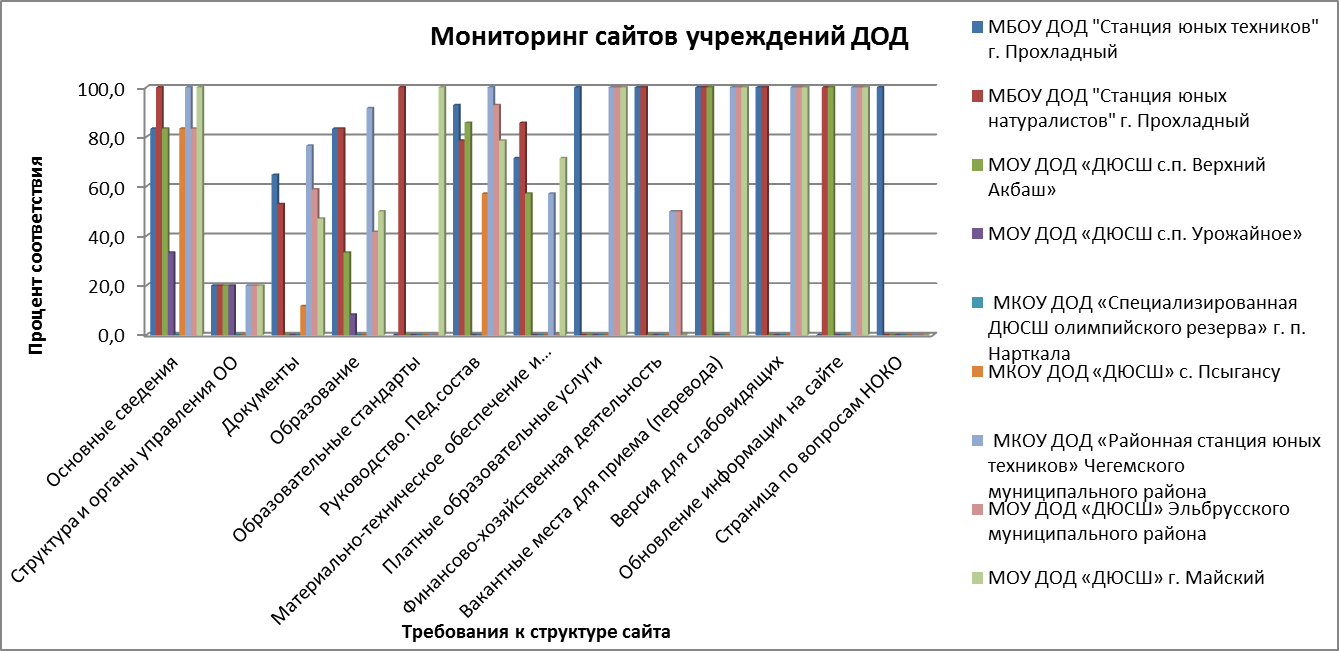 Мониторинг сайтов учреждений ДОД
Процент соответствия
100,0
80,0
60,0
40,0
20,0
0,0
Основные сведения
Структура и органы управления ОО
Документы
Образование
Образовательные стандарты
Руководство. Пед.состав
Материально-техническое обеспечение и…
Платные образовательные услуги
Финансово-хозяйственная деятельность
Вакантные места для приема (перевода)
Версия для слабовидящих
Обновление информации на сайте
Страница по вопросам НОКО
Требования к структуре сайта
МБОУ ДОД "Станция юных техников"
г. Прохладный
МБОУ ДОД "Станция юных
натуралистов" г. Прохладный
МОУ ДОД «ДЮСШ с.п. Верхний
Акбаш»
МОУ ДОД «ДЮСШ с.п. Урожайное»
МКОУ ДОД «Специализированная
ДЮСШ олимпийского резерва» г. п.
Нарткала
МКОУ ДОД «ДЮСШ» с. Псыгансу
МКОУ ДОД «Районная станция юных
техников» Чегемского
муниципального района
МОУ ДОД «ДЮСШ» Эльбрусского
муниципального района
МОУ ДОД «ДЮСШ» г. Майский